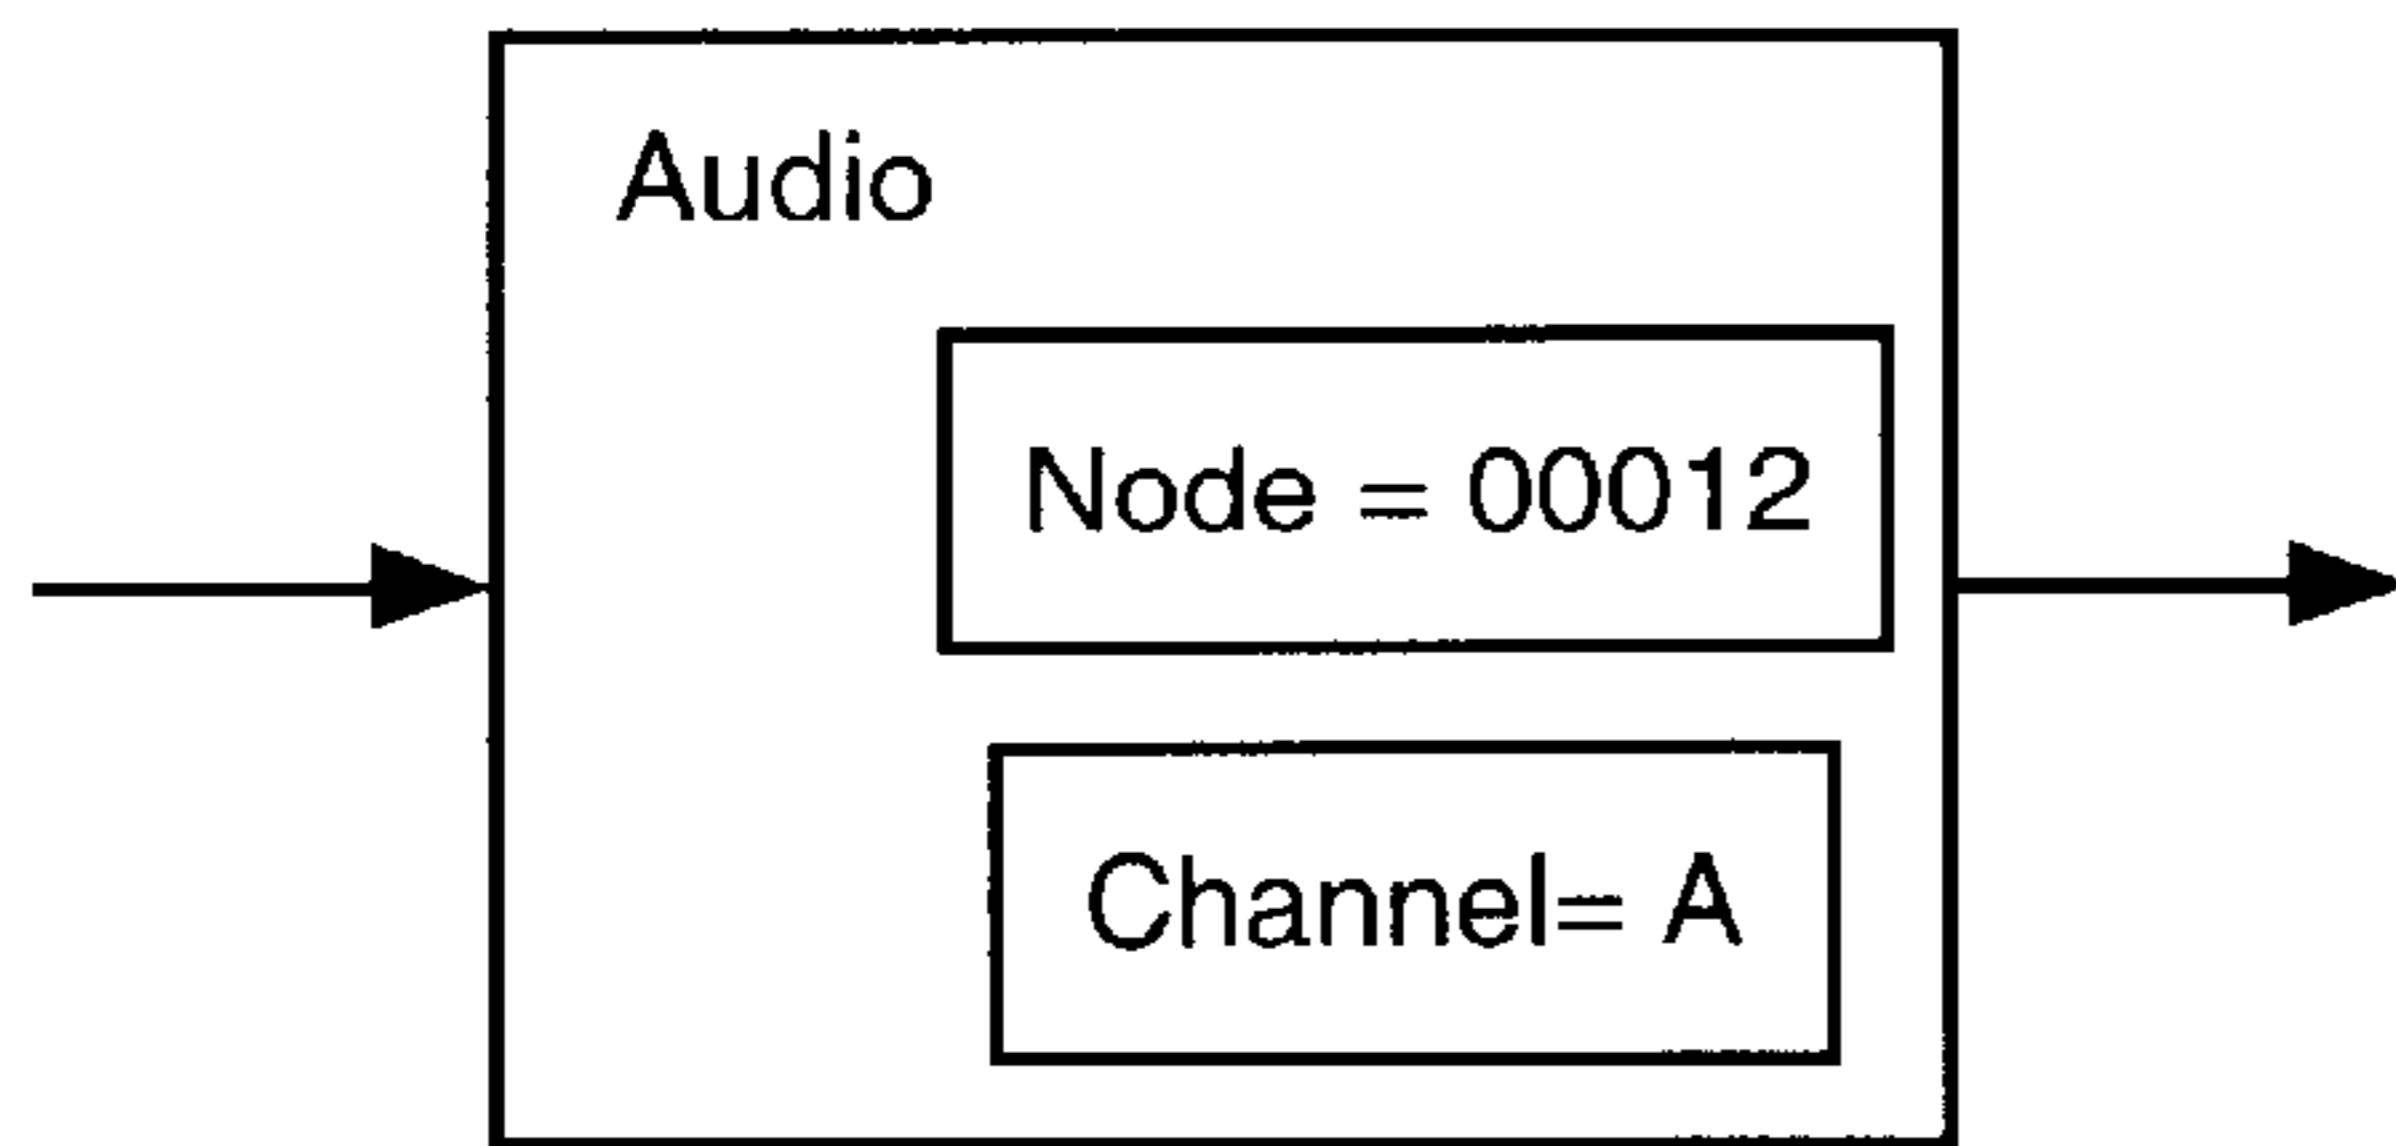 Audio
Node = 00012
Channel= A